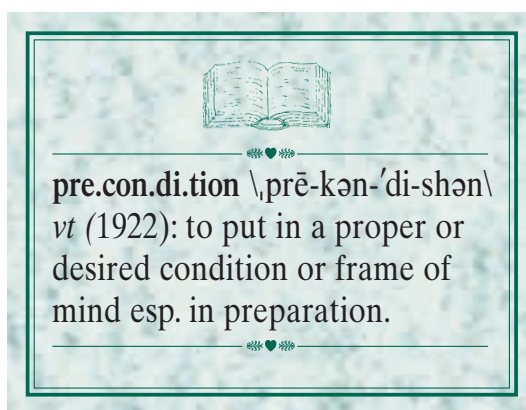 pre.con.di.tion \ˌprē-kən-ˈdi-shən\
vt (1922): to put in a proper or
desired condition or frame of
mind esp. in preparation.